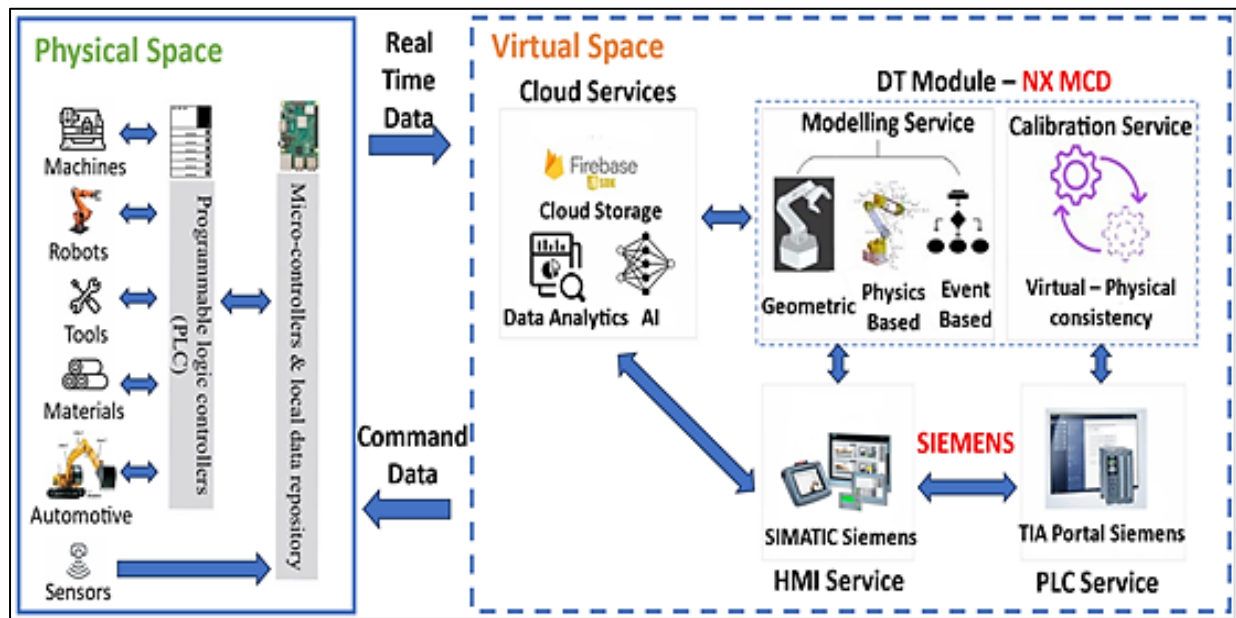 Physical Space
Machines
Robots
Tools
Materials
Automotive
Sensors
Programmable logic controllers
(PLC)
Micro-controllers & local data repository
Real
Time
Data
Command
Data
Virtual Space
Cloud Services
Firebase
SDK
Cloud Storage
Data Analytics
AI
DT Module – NX MCD
Modelling Service
Geometric
Physics
Based
Event
Based
Calibration Service
Virtual – Physical
consistency
SIEMENS
SIMATIC Siemens
HMI Service
TIA Portal Siemens
PLC Service